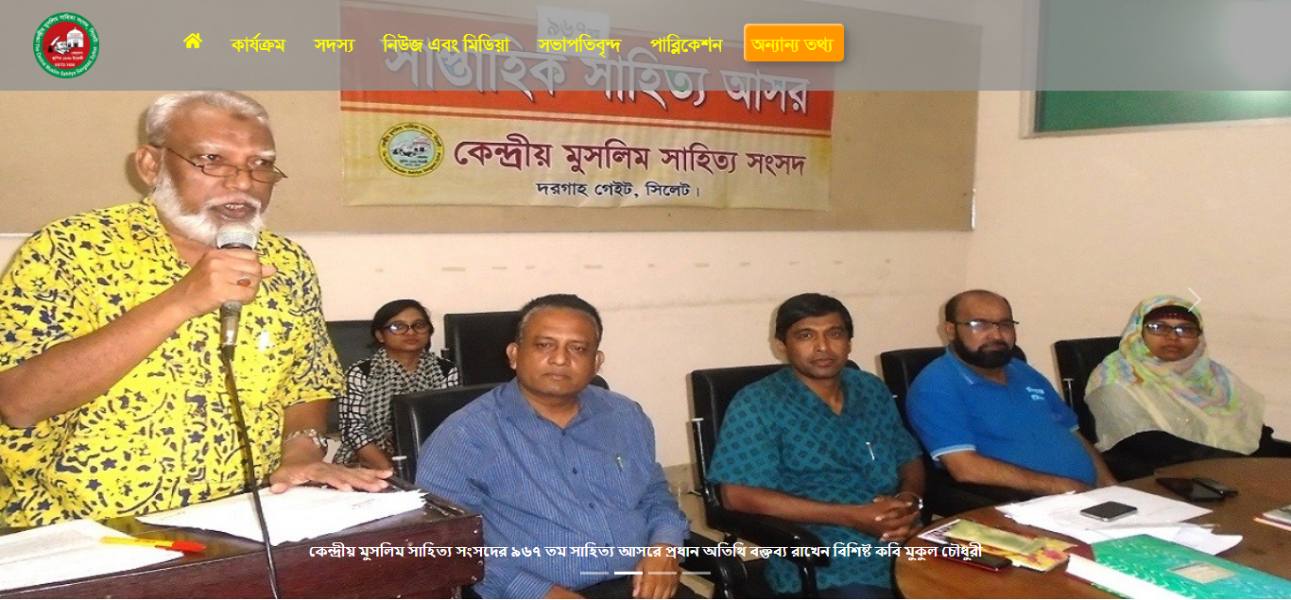 কার্যক্রম সদস্য নিউজ এবং মিডিয়া সভাপতিবৃন্দ পাব্লিকেশন অন্যান্য তথ্য
৯৬৭
সাপ্তাহিক সাহিত্য আসর
কেন্দ্রীয় মুসলিম সাহিত্য সংসদ
দরগাহ গেইট, সিলেট।
কেন্দ্রীয় মুসলিম সাহিত্য সংসদের ৯৬৭ তম সাহিত্য আসরে প্রধান অতিথি বক্তব্য রাখেন বিশিষ্ট কবি মুকুল চৌধুরী